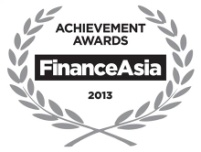 ACHIEVEMENT
AWARDS
FinanceAsia
2013